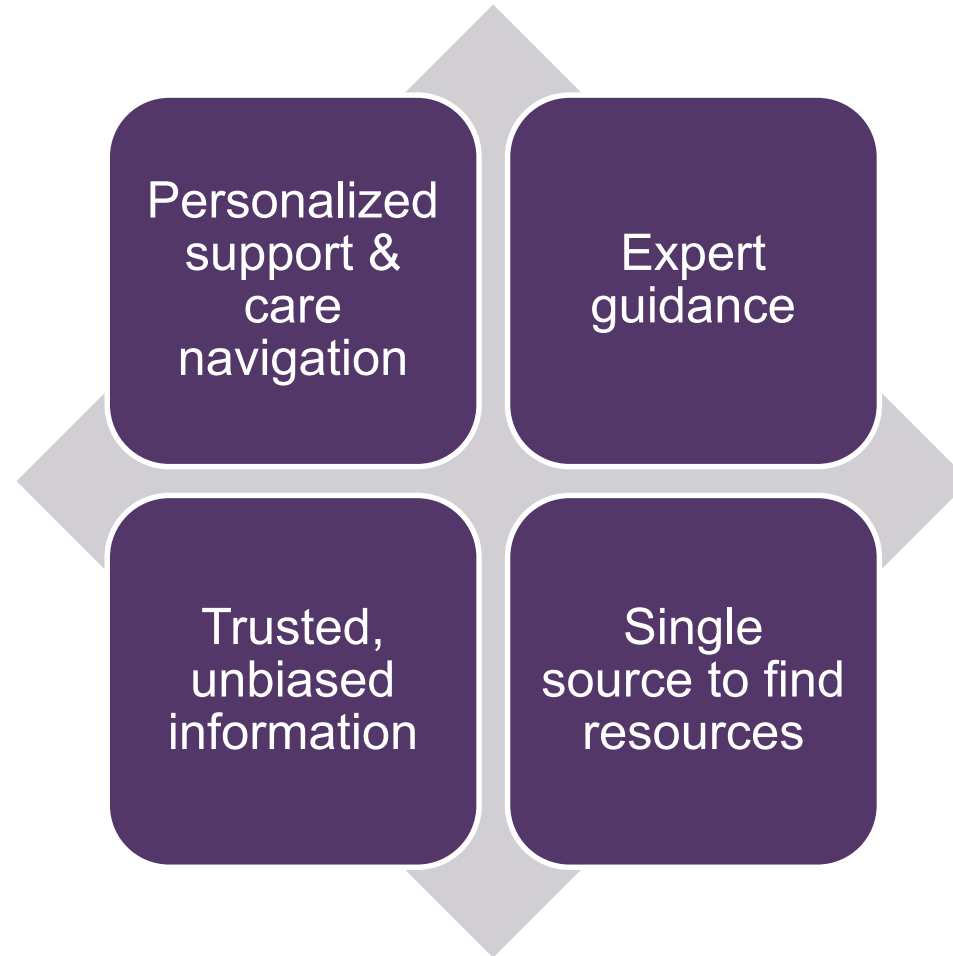 Personalized
support &
care
navigation
Expert
guidance
Trusted,
unbiased
information
Single
source to find
resources